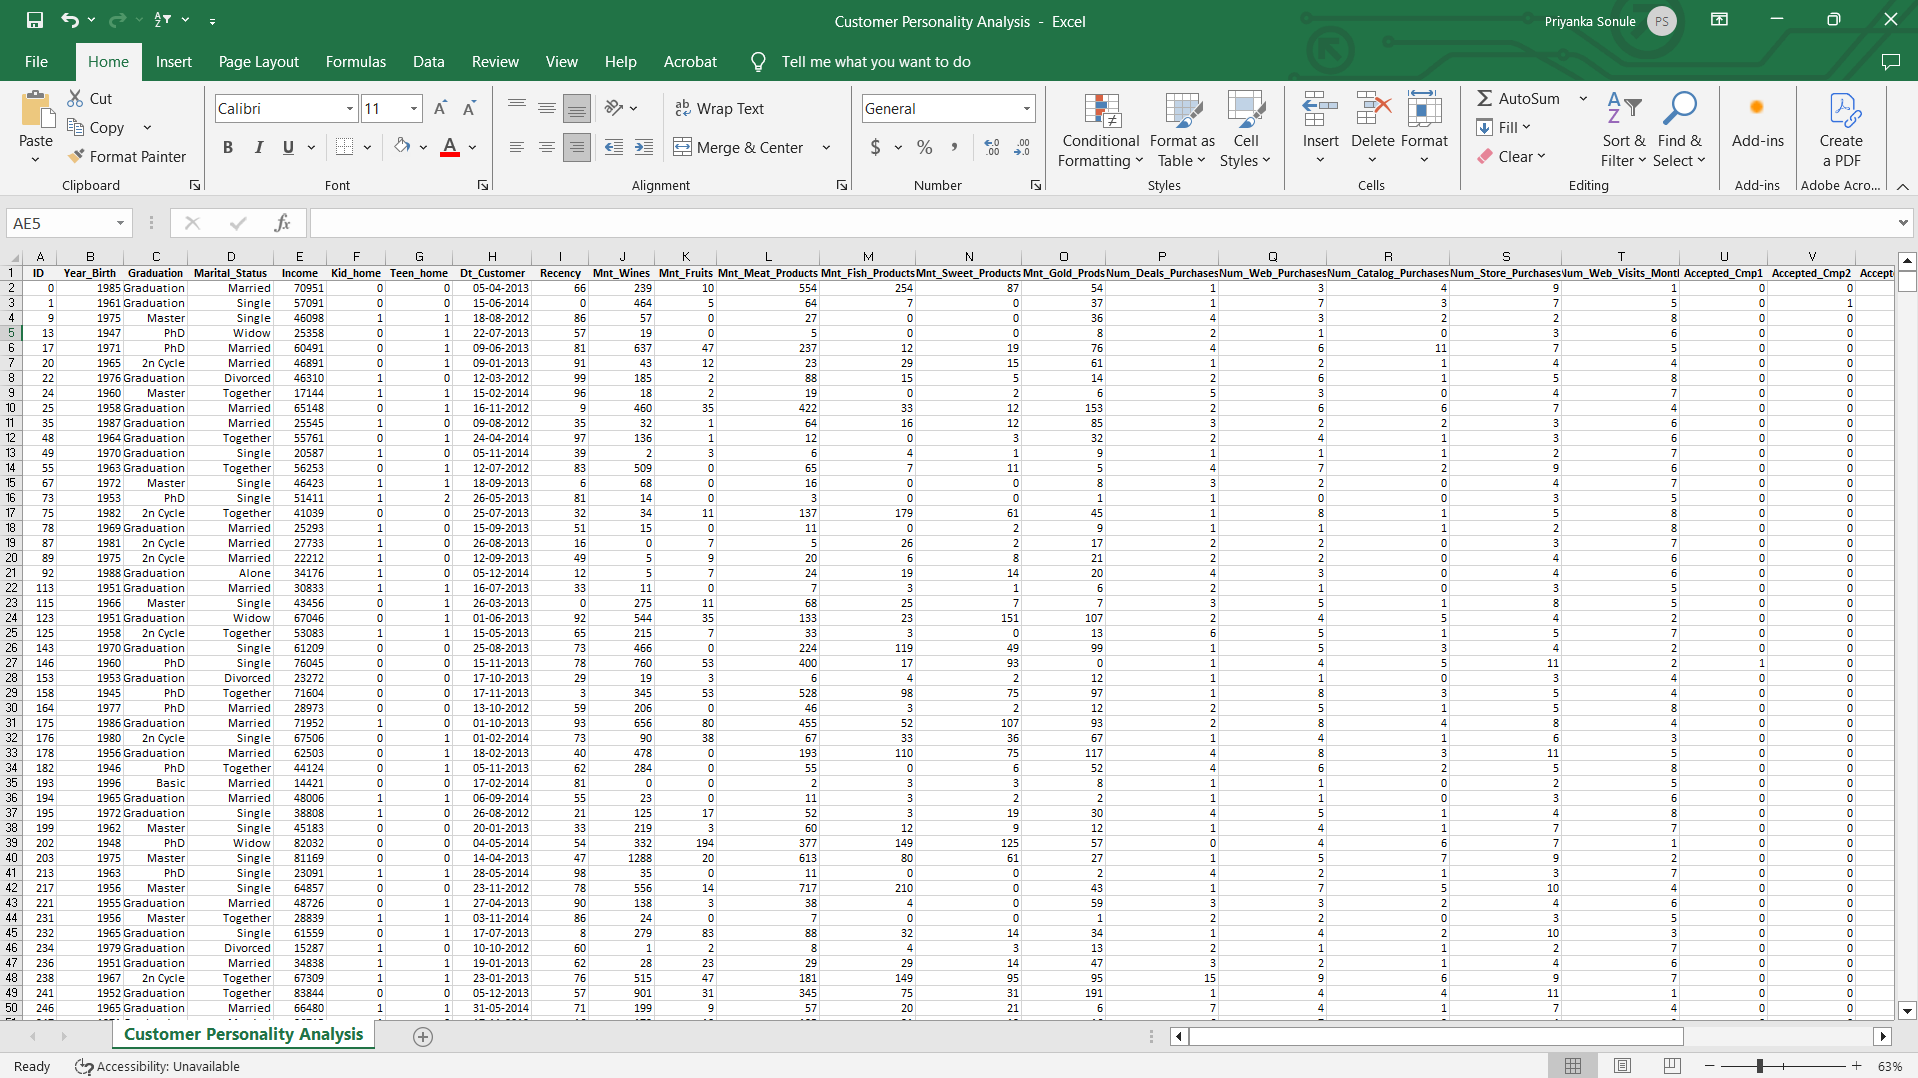 Customer Personality Analysis - Excel
Priyanka Sonule PS
File Home Insert Page Layout Formulas Data Review View Help Acrobat Tell me what you want to do
Paste
Cut
Copy
Format Painter
Clipboard
Calibri 11
B I U
Font
Wrap Text
Merge & Center
Alignment
General
$ % ,
Number
Conditional Formatting
Format as Table
Cell Styles
Styles
Insert Delete Format
Cells
AutoSum
Fill
Clear
Sort & Filter
Find & Select
Editing
Add-ins
Add-ins
Create a PDF
Adobe Acro...
AE5 fx
A B C D E F G H I J K L M N O P Q R S T U V
1 ID Year_Birth Graduation Marital_Status Income Kid_home Teen_home Dt_Customer Recency Mnt_Wines Mnt_Fruits Mnt_Meat_Products Mnt_Fish_Products Mnt_Sweet_Products Mnt_Gold_Prods Num_Deals_Purchases Num_Web_Purchases Num_Catalog_Purchases Num_Store_Purchases Num_Web_Visits_Month Accepted_Cmp1 Accepted_Cmp2 Accept
2 0 1985 Graduation Married 70951 0 0 05-04-2013 66 239 10 554 254 87 54 1 3 4 9 1 0 0
3 1 1961 Graduation Single 57091 0 0 15-06-2014 0 464 5 64 7 0 37 1 7 3 7 5 0 1
4 9 1975 Master Single 46098 1 1 18-08-2012 86 57 0 27 0 0 36 4 3 2 2 8 0 0
5 13 1947 PhD Widow 25358 0 1 22-07-2013 57 19 0 5 0 0 8 2 1 0 3 6 0 0
6 17 1971 PhD Married 60491 0 1 09-06-2013 81 637 47 237 12 19 76 4 6 11 7 5 0 0
7 20 1965 2n Cycle Married 46891 0 1 09-01-2013 91 43 12 23 29 15 61 1 2 1 4 4 0 0
8 22 1976 Graduation Divorced 46310 1 0 12-03-2012 99 185 2 88 15 5 14 2 6 1 5 8 0 0
9 24 1960 Master Together 17144 1 1 15-02-2014 96 18 2 19 0 2 6 5 3 0 4 7 0 0
10 25 1958 Graduation Married 65148 0 1 16-11-2012 9 460 35 422 33 12 153 2 6 6 7 4 0 0
11 35 1987 Graduation Married 25545 1 0 09-08-2012 35 32 1 64 16 12 85 3 2 2 3 6 0 0
12 48 1964 Graduation Together 55761 0 1 24-04-2014 97 136 1 12 0 3 32 2 4 1 3 6 0 0
13 49 1970 Graduation Single 20587 1 0 05-11-2014 39 2 3 6 4 1 9 1 1 1 2 7 0 0
14 55 1963 Graduation Together 56253 0 1 12-07-2012 83 509 0 65 7 11 5 4 7 2 9 6 0 0
15 67 1972 Master Single 46423 1 1 18-09-2013 6 68 0 16 0 0 8 3 2 0 4 7 0 0
16 73 1953 PhD Single 51411 1 2 26-05-2013 81 14 0 3 0 0 1 1 0 0 3 5 0 0
17 75 1982 2n Cycle Together 41039 0 0 25-07-2013 32 34 11 137 179 61 45 1 8 1 5 8 0 0
18 78 1969 Graduation Married 25293 1 0 15-09-2013 51 15 0 11 0 2 9 1 1 1 2 8 0 0
19 87 1981 2n Cycle Married 27733 1 0 26-08-2013 16 0 7 5 26 2 17 2 2 0 3 7 0 0
20 89 1975 2n Cycle Married 22212 1 0 12-09-2013 49 5 9 20 6 8 21 2 2 0 4 6 0 0
21 92 1988 Graduation Alone 34176 1 0 05-12-2014 12 5 7 24 19 14 20 4 3 0 4 6 0 0
22 113 1951 Graduation Married 30833 1 1 16-07-2013 33 11 0 7 3 1 6 2 1 0 3 5 0 0
23 115 1966 Master Single 43456 0 1 26-03-2013 0 275 11 68 25 7 7 3 5 1 8 5 0 0
24 123 1951 Graduation Widow 67046 0 1 01-06-2013 92 544 35 133 23 151 107 2 4 5 4 2 0 0
25 125 1958 2n Cycle Together 53083 1 1 15-05-2013 65 215 7 33 3 0 13 6 5 1 5 7 0 0
26 143 1970 Graduation Single 61209 0 0 25-08-2013 73 466 0 224 119 49 99 1 5 3 4 2 0 0
27 146 1960 PhD Single 76045 0 1 15-11-2013 78 760 53 400 17 93 0 1 4 5 11 2 1 0
28 153 1953 Graduation Divorced 23272 0 0 17-10-2013 29 19 3 6 4 2 12 1 1 0 3 4 0 0
29 158 1945 PhD Together 71604 0 0 17-11-2013 3 345 53 528 98 75 97 1 8 3 5 4 0 0
30 164 1977 PhD Married 28973 0 0 13-10-2012 59 206 0 46 3 2 12 2 5 1 5 8 0 0
31 175 1986 Graduation Married 71952 1 0 01-10-2013 93 656 80 455 52 107 93 2 8 4 8 4 0 0
32 176 1980 2n Cycle Single 67506 0 1 01-02-2014 73 90 38 67 33 36 67 1 4 1 6 3 0 0
33 178 1956 Graduation Married 62503 0 1 18-02-2013 40 478 0 193 110 75 117 4 8 3 11 5 0 0
34 182 1946 PhD Together 44124 0 1 05-11-2013 62 284 0 55 0 6 52 4 6 2 5 8 0 0
35 193 1996 Basic Married 14421 0 0 17-02-2014 81 0 0 2 3 3 8 1 1 0 2 5 0 0
36 194 1965 Graduation Married 48006 1 1 06-09-2014 55 23 0 11 3 2 2 1 1 0 3 6 0 0
37 195 1972 Graduation Single 38808 1 0 26-08-2012 21 125 17 52 3 19 30 4 5 1 4 8 0 0
38 199 1962 Master Single 45183 0 0 20-01-2013 33 219 3 60 12 9 12 1 4 1 7 7 0 0
39 202 1948 PhD Widow 82032 0 0 04-05-2014 54 332 194 377 149 125 57 0 4 6 7 1 0 0
40 203 1975 Master Single 81169 0 0 14-04-2013 47 1288 20 613 80 61 27 1 5 7 9 2 0 0
41 213 1963 PhD Single 23091 1 1 28-05-2014 98 35 0 11 0 0 2 4 2 1 3 7 0 0
42 217 1956 Master Single 64857 0 0 23-11-2012 78 556 14 717 210 0 43 1 7 5 10 4 0 0
43 221 1955 Graduation Married 48726 0 1 27-04-2013 90 138 3 38 4 0 59 3 3 2 4 6 0 0
44 231 1956 Master Together 28839 1 1 03-11-2014 86 24 0 7 0 0 1 2 2 0 3 5 0 0
45 232 1965 Graduation Single 61559 0 1 17-07-2013 8 279 83 88 32 14 34 1 4 2 10 3 0 0
46 234 1979 Graduation Divorced 15287 1 0 10-10-2012 60 1 2 8 4 3 13 2 1 1 2 7 0 0
47 236 1951 Graduation Married 34838 1 1 19-01-2013 62 28 23 29 29 14 47 3 2 1 4 6 0 0
48 238 1967 2n Cycle Together 67309 1 1 23-01-2013 76 515 47 181 149 95 95 15 9 6 9 7 0 0
49 241 1952 Graduation Together 83844 0 0 05-12-2013 57 901 31 345 75 31 191 1 4 4 11 1 0 0
50 246 1965 Graduation Married 66480 1 1 31-05-2014 71 199 9 57 20 21 6 7 4 1 7 4 0 0
Customer Personality Analysis
Ready Accessibility: Unavailable 63%